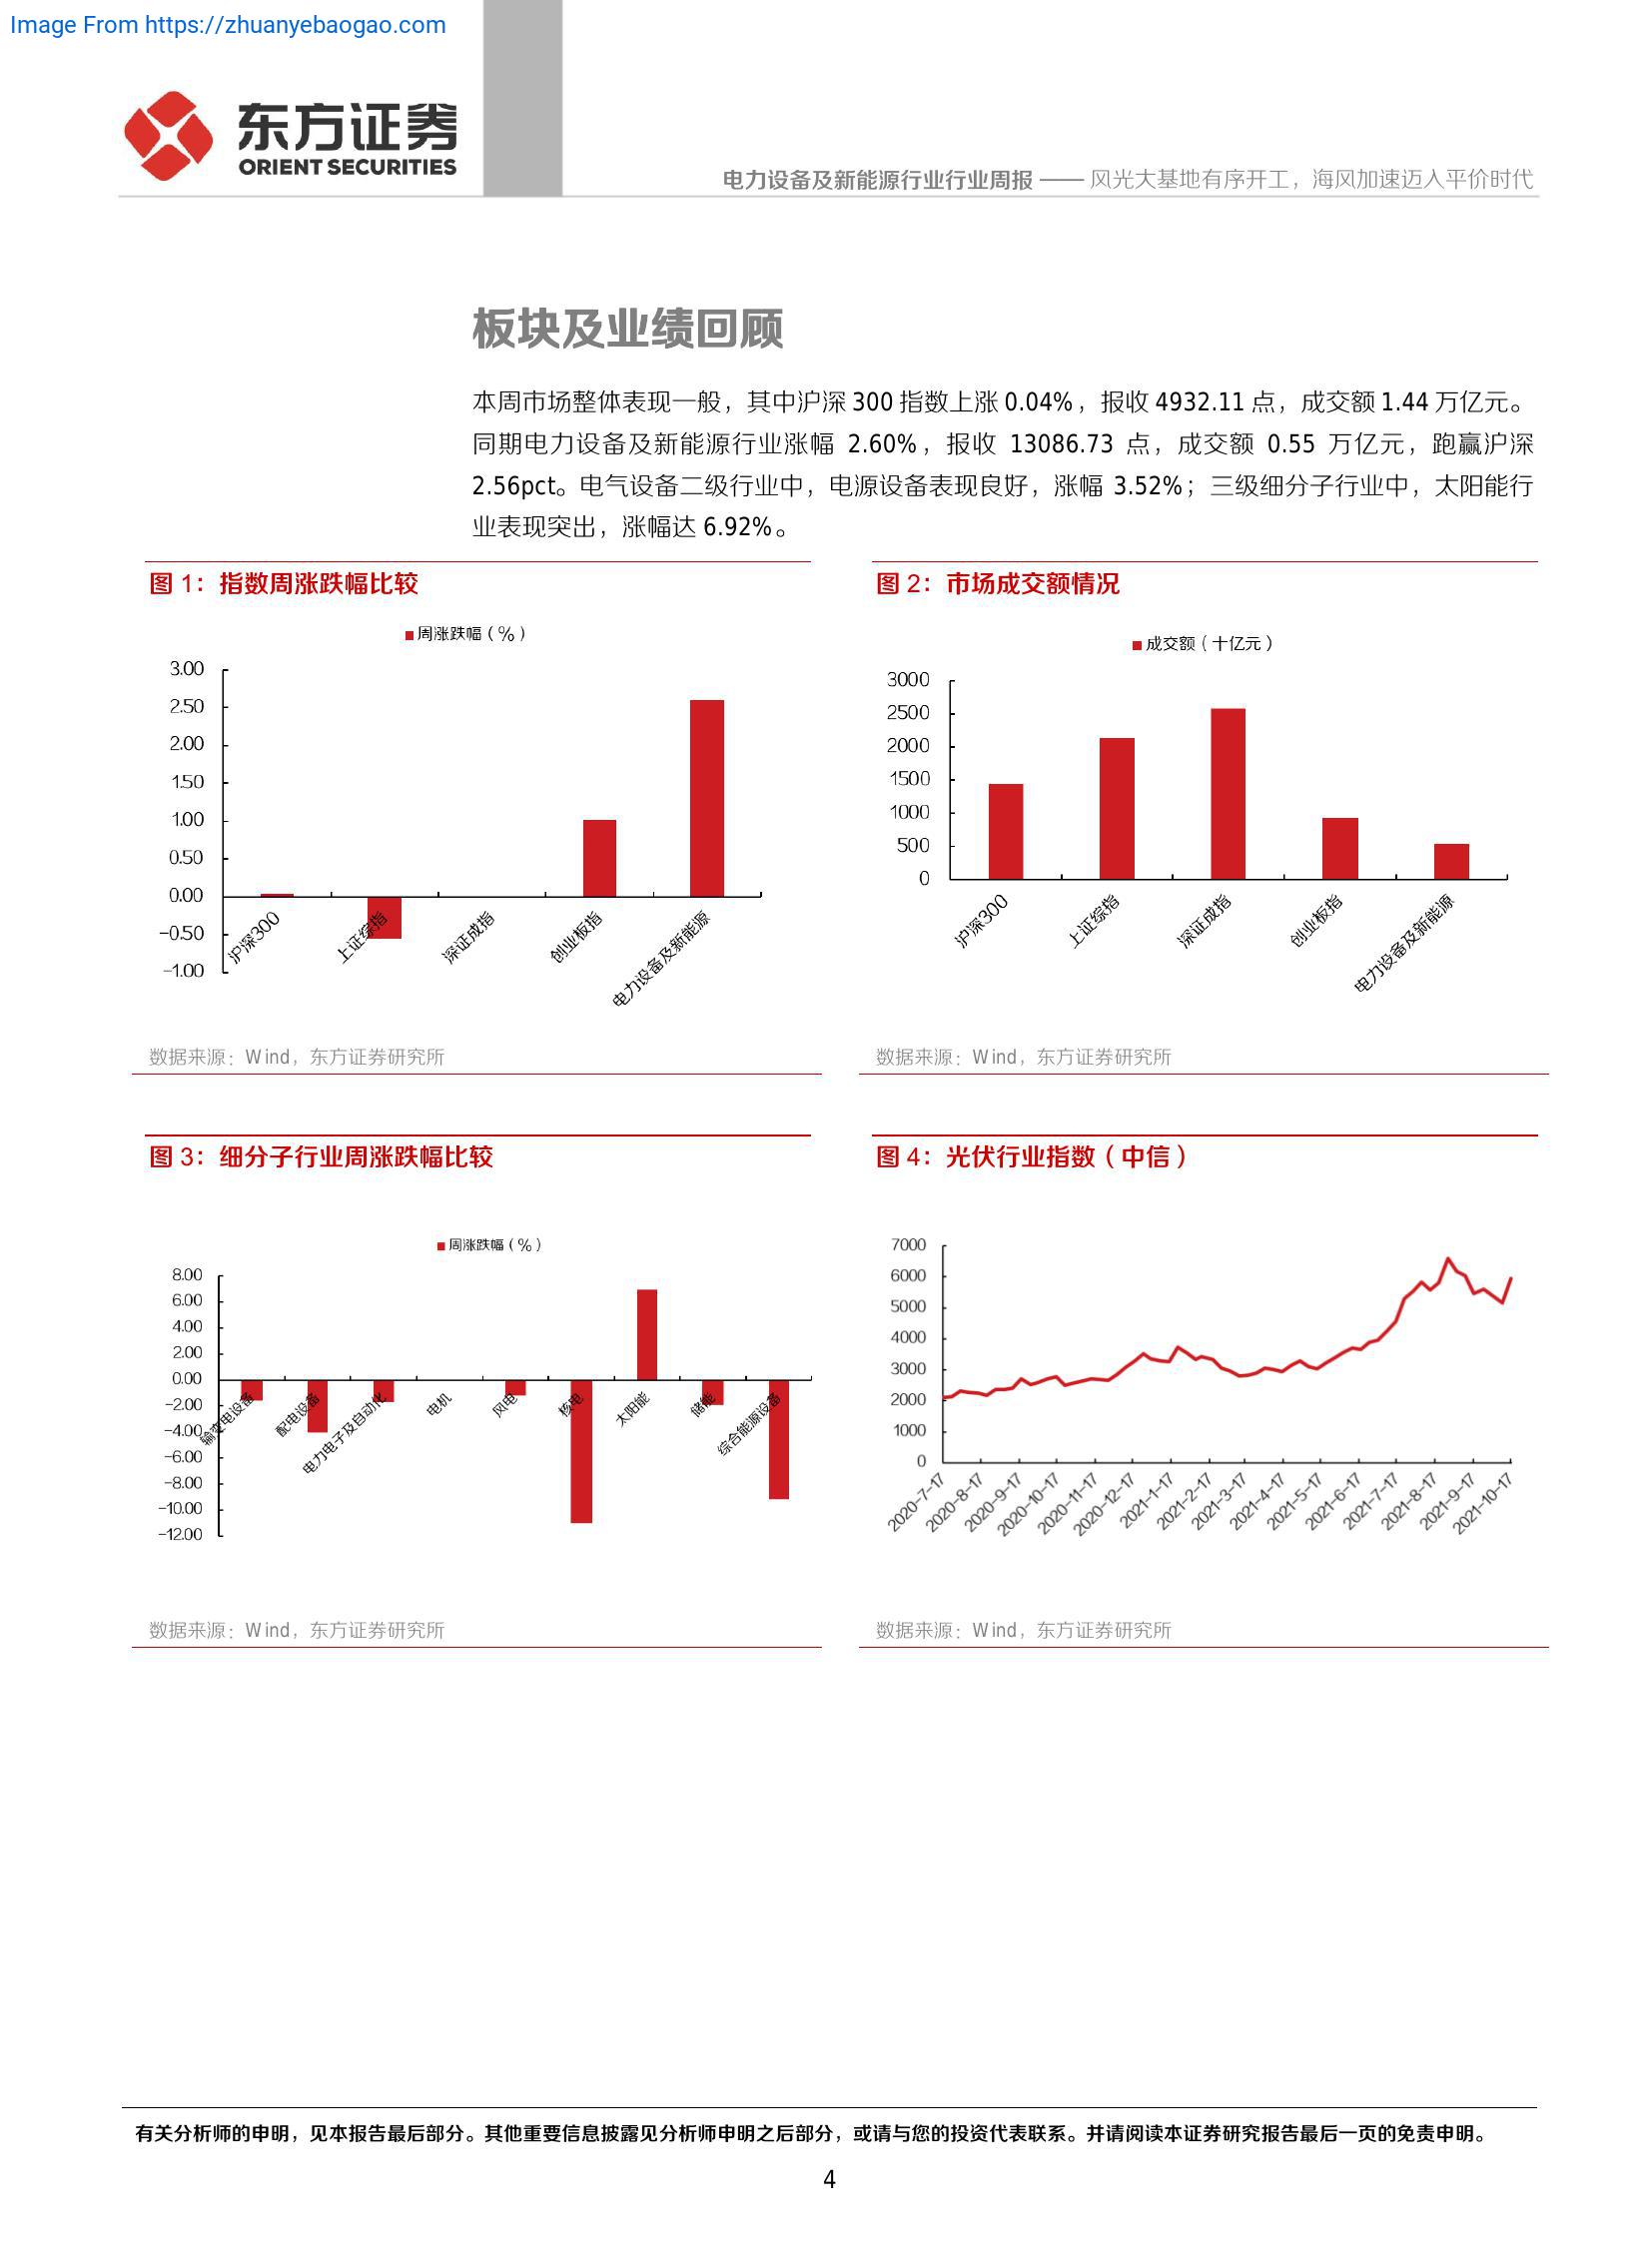 Image From https://zhuanyebaogao.com
东方证券
ORIENT SECURITIES
电力设备及新能源行业行业周报 —— 风光大基地有序开工，海风加速迈入平价时代
板块及业绩回顾
本周市场整体表现一般，其中沪深 300 指数上涨 0.04%，报收 4932.11 点，成交额 1.44 万亿元。
同期电力设备及新能源行业涨幅 2.60%，报收 13086.73 点，成交额 0.55 万亿元，跑赢沪深
2.56pct。电气设备二级行业中，电源设备表现良好，涨幅 3.52%；三级细分子行业中，太阳能行
业表现突出，涨幅达 6.92%。
图 1：指数周涨跌幅比较
周涨跌幅（%）
3.00
2.50
2.00
1.50
1.00
0.50
0.00
-0.50
-1.00
沪深300
上证综指
深证成指
创业板指
电力设备及新能源
数据来源：Wind，东方证券研究所
图 2：市场成交额情况
成交额（十亿元）
3000
2500
2000
1500
1000
500
0
沪深300
上证综指
深证成指
创业板指
电力设备及新能源
数据来源：Wind，东方证券研究所
图 3：细分子行业周涨跌幅比较
周涨跌幅（%）
8.00
6.00
4.00
2.00
0.00
-2.00
-4.00
-6.00
-8.00
-10.00
-12.00
输变电设备
配电设备
电力电子及自动化
电机
风电
核电
太阳能
储能
综合能源设备
数据来源：Wind，东方证券研究所
图 4：光伏行业指数（中信）
7000
6000
5000
4000
3000
2000
1000
0
2020-7-17
2020-8-17
2020-9-17
2020-10-17
2020-11-17
2020-12-17
2021-1-17
2021-2-17
2021-3-17
2021-4-17
2021-5-17
2021-6-17
2021-7-17
2021-8-17
2021-9-17
2021-10-17
数据来源：Wind，东方证券研究所
有关分析师的申明，见本报告最后部分。其他重要信息披露见分析师申明之后部分，或请与您的投资代表联系。并请阅读本证券研究报告最后一页的免责申明。
4